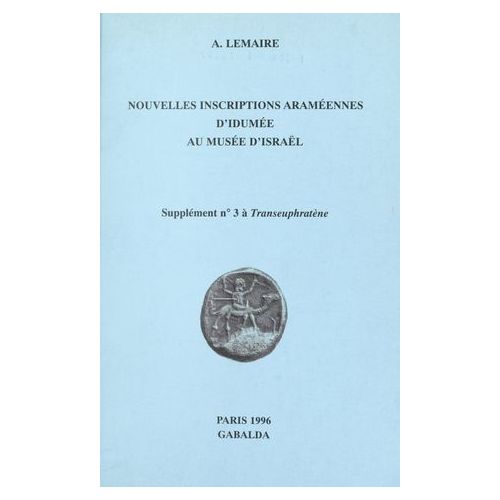 A. LEMAIRE
NOUVELLES INSCRIPTIONS ARAMÉENNES
D'IDUMÉE
AU MUSÉE D'ISRAËL
Supplément n° 3 à Transeuphratène
PARIS 1996
GABALDA